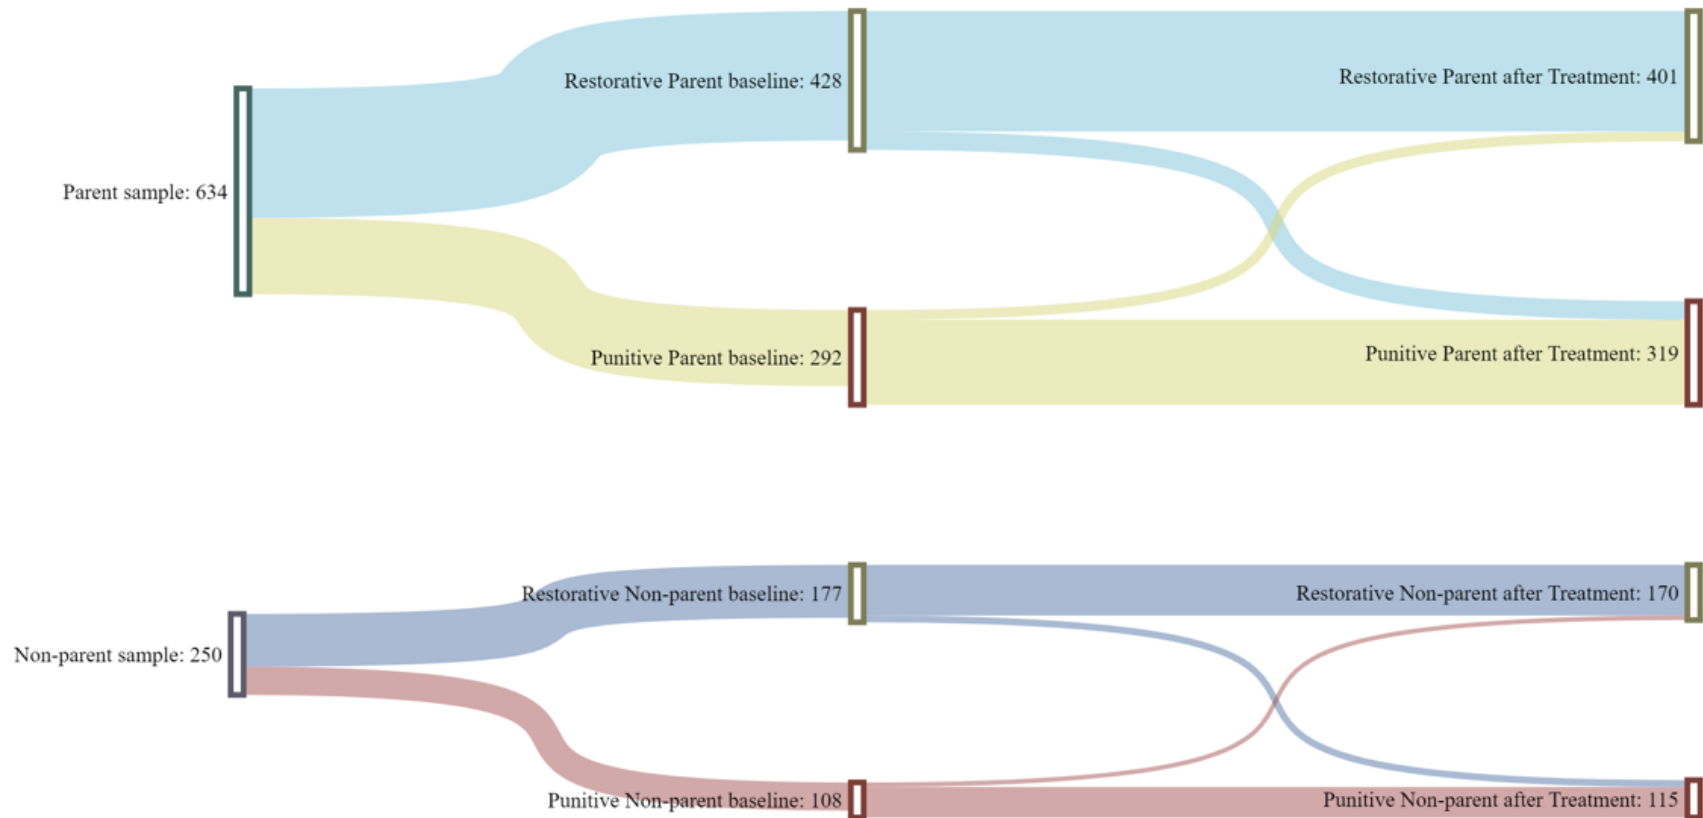 Restorative Parent baseline: 428
Restorative Parent after Treatment: 401
Parent sample: 634
Punitive Parent baseline: 292
Punitive Parent after Treatment: 319
Restorative Non-parent baseline: 177
Restorative Non-parent after Treatment: 170
Non-parent sample: 250
Punitive Non-parent baseline: 108
Punitive Non-parent after Treatment: 115